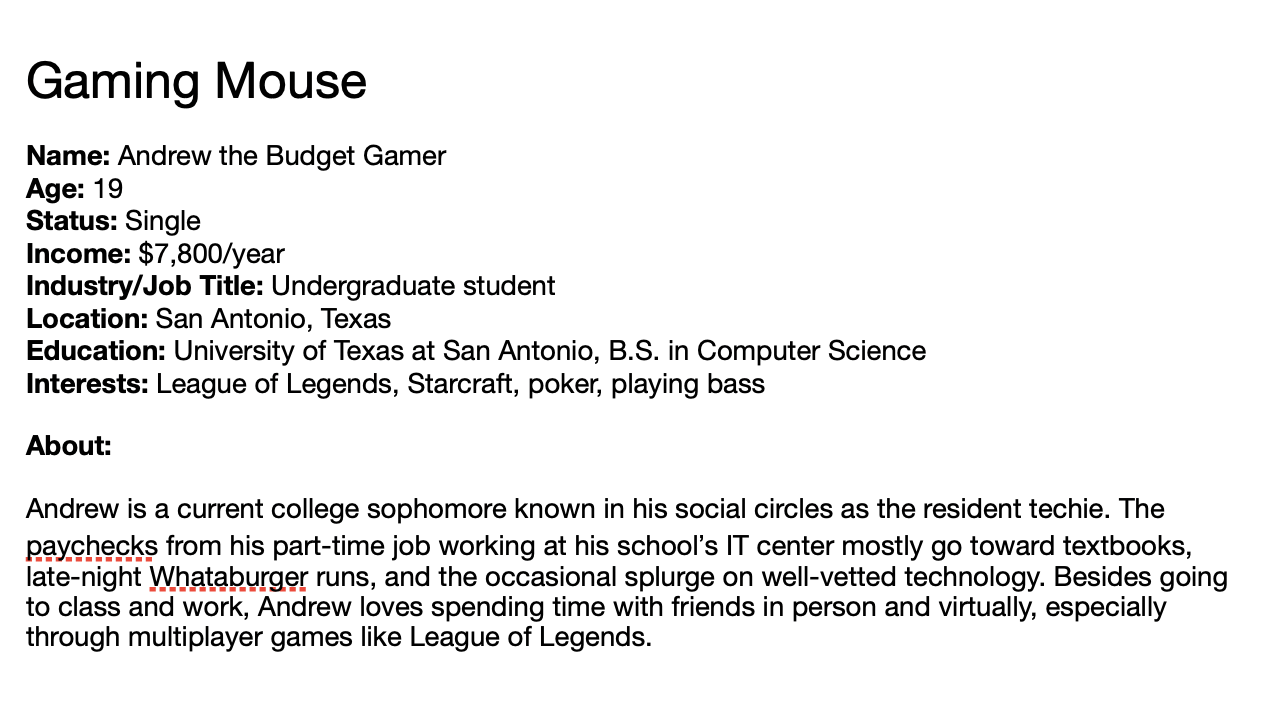 Gaming Mouse
Name: Andrew the Budget Gamer
Age: 19
Status: Single
Income: $7,800/year
Industry/Job Title: Undergraduate student
Location: San Antonio, Texas
Education: University of Texas at San Antonio, B.S. in Computer Science
Interests: League of Legends, Starcraft, poker, playing bass
About:
Andrew is a current college sophomore known in his social circles as the resident techie. The
paychecks from his part-time job working at his school’s IT center mostly go toward textbooks,
late-night Whataburger runs, and the occasional splurge on well-vetted technology. Besides going
to class and work, Andrew loves spending time with friends in person and virtually, especially
through multiplayer games like League of Legends.